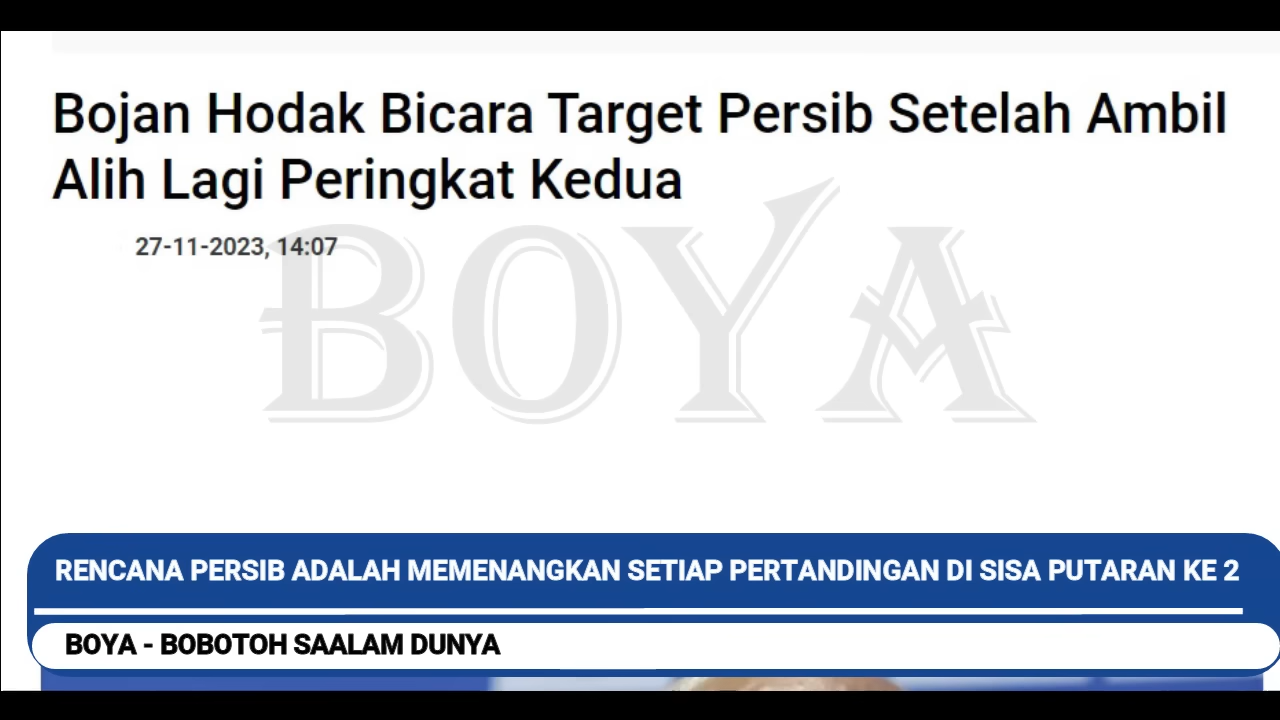 Bojan Hodak Bicara Target Persib Setelah Ambil
Alih Lagi Peringkat Kedua
27-11-2023, 14:07
BOYA
RENCANA PERSIB ADALAH MEMENANGKAN SETIAP PERTANDINGAN DI SISA PUTARAN KE 2
BOYA - BOBOTOH SAALAM DUNYA